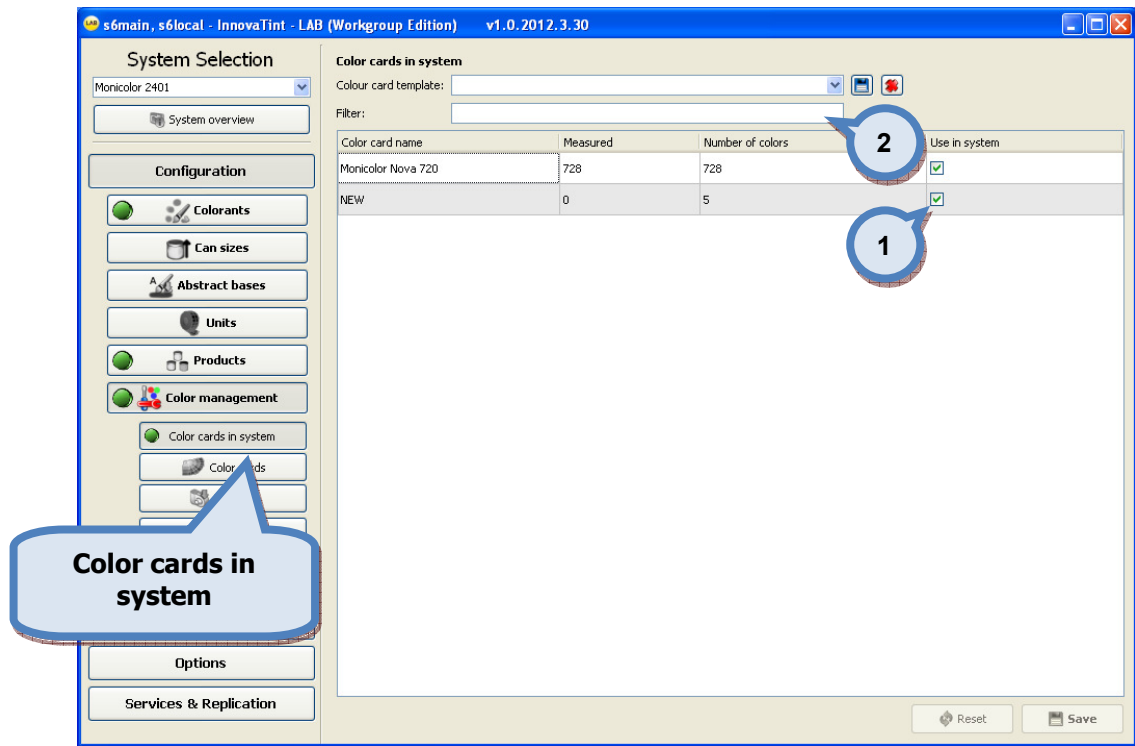 LAB s6main, s6local - InnovaTint - LAB (Workgroup Edition) v1.0.2012.3.30
System Selection
Monicolor 2401
System overview
Configuration
Colorants
Can sizes
A Abstract bases
Units
Products
Color management
Color cards in system
Color cards in
system
Options
Services & Replication
Color cards in system
Colour card template:
Filter:
Color card name Measured Number of colors Use in system
Monicolor Nova 720 728 728
NEW 0 5
2
1
Reset Save